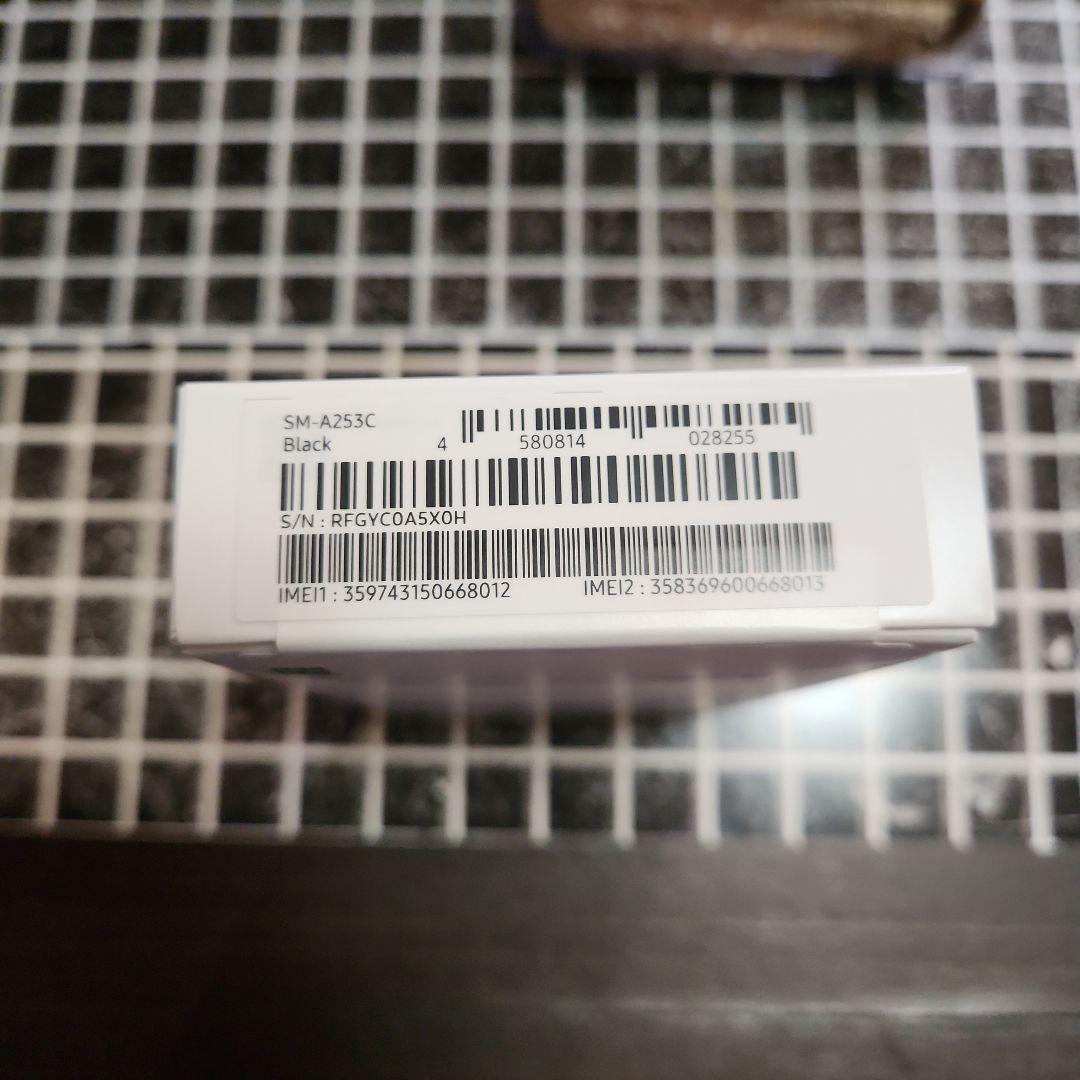 SM-A253C
Black
4 580814 028255
S/N : RFGYC0A5X0H
IMEI1 : 359743150668012 IMEI2 : 358369600668013